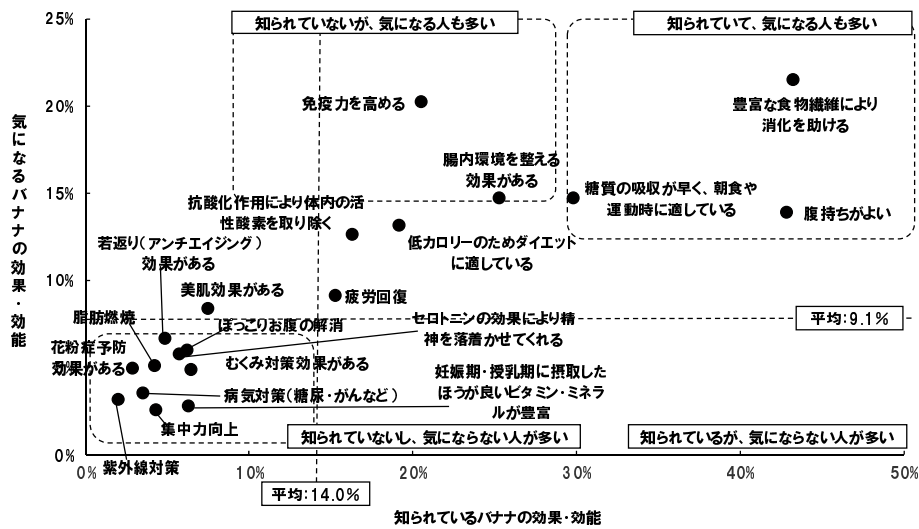 25%
知られていないが、気になる人も多い
知られていて、気になる人も多い
20%
免疫力を高める
豊富な食物繊維により
消化を助ける
腸内環境を整える
効果がある
15%
抗酸化作用により体内の活
性酸素を取り除く
糖質の吸収が早く、朝食や
運動時に適している
腹持ちがよい
低カロリーのためダイエット
に適している
若返り(アンチエイジング)
効果がある
10%
美肌効果がある
疲労回復
脂肪燃焼
ぽっこりお腹の解消
セロトニンの効果により精
神を落着かせてくれる
平均:9.1%
花粉症予防
効果がある
むくみ対策効果がある
妊娠期・授乳期に摂取した
ほうが良いビタミン・ミネラ
ルが豊富
病気対策(糖尿・がんなど)
集中力向上
知られていないし、気にならない人が多い
知られているが、気にならない人が多い
0%
紫外線対策
0%
10%
20%
30%
40%
50%
平均:14.0%
知られているバナナの効果・効能
気になるバナナの効果・効能